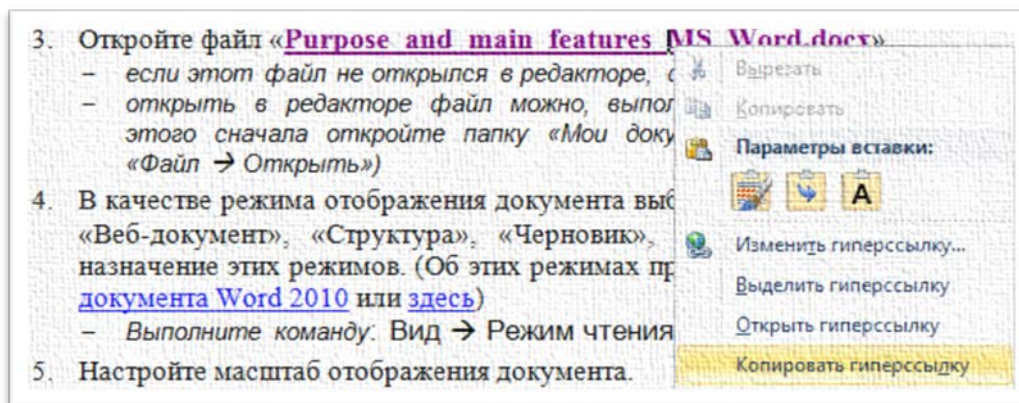 3. Откройте файл «Purpose and main features MS Word.docx»
– если этот файл не открылся в редакторе,
– открыть в редакторе файл можно, выпол
этого сначала откройте папку «Мои доку
«Файл → Открыть»)
4. В качестве режима отображения документа выб
«Веб-документ», «Структура», «Черновик»,
назначение этих режимов. (Об этих режимах пр
документа Word 2010 или здесь)
– Выполните команду: Вид → Режим чтения
5. Настройте масштаб отображения документа.
Вырезать
Копировать
Параметры вставки:
A
Изменить гиперссылку...
Выделить гиперссылку
Открыть гиперссылку
Копировать гиперссылку